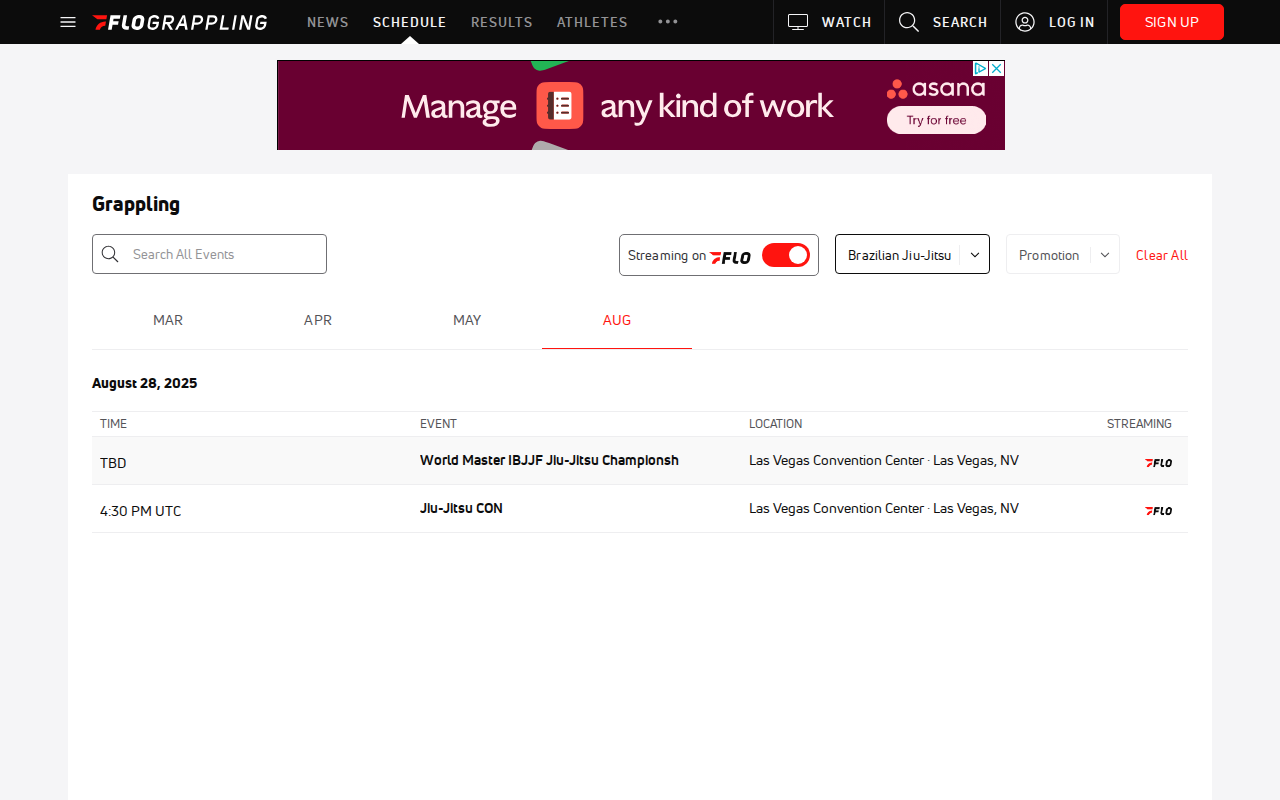 FLOGRAPPLING NEWS SCHEDULE RESULTS ATHLETES ••• WATCH SEARCH LOG IN SIGN UP
Manage any kind of work asana
Try for free
Grappling
Search All Events Streaming on FLO Brazilian Jiu-Jitsu Promotion Clear All
MAR APR MAY AUG
August 28, 2025
TIME EVENT LOCATION STREAMING
TBD World Master IBJJF Jiu-Jitsu Championsh Las Vegas Convention Center · Las Vegas, NV FLO
4:30 PM UTC Jiu-Jitsu CON Las Vegas Convention Center · Las Vegas, NV FLO